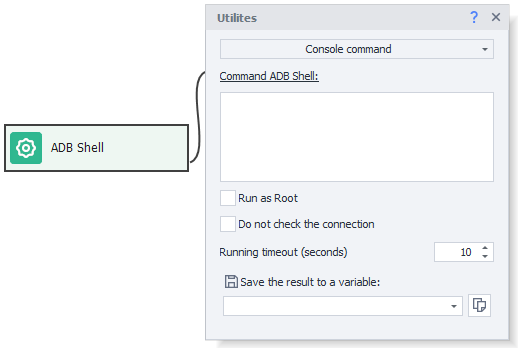 Utilites
?
Console command
Command ADB Shell:
ADB Shell
Run as Root
Do not check the connection
Running timeout (seconds) 10
Save the result to a variable: